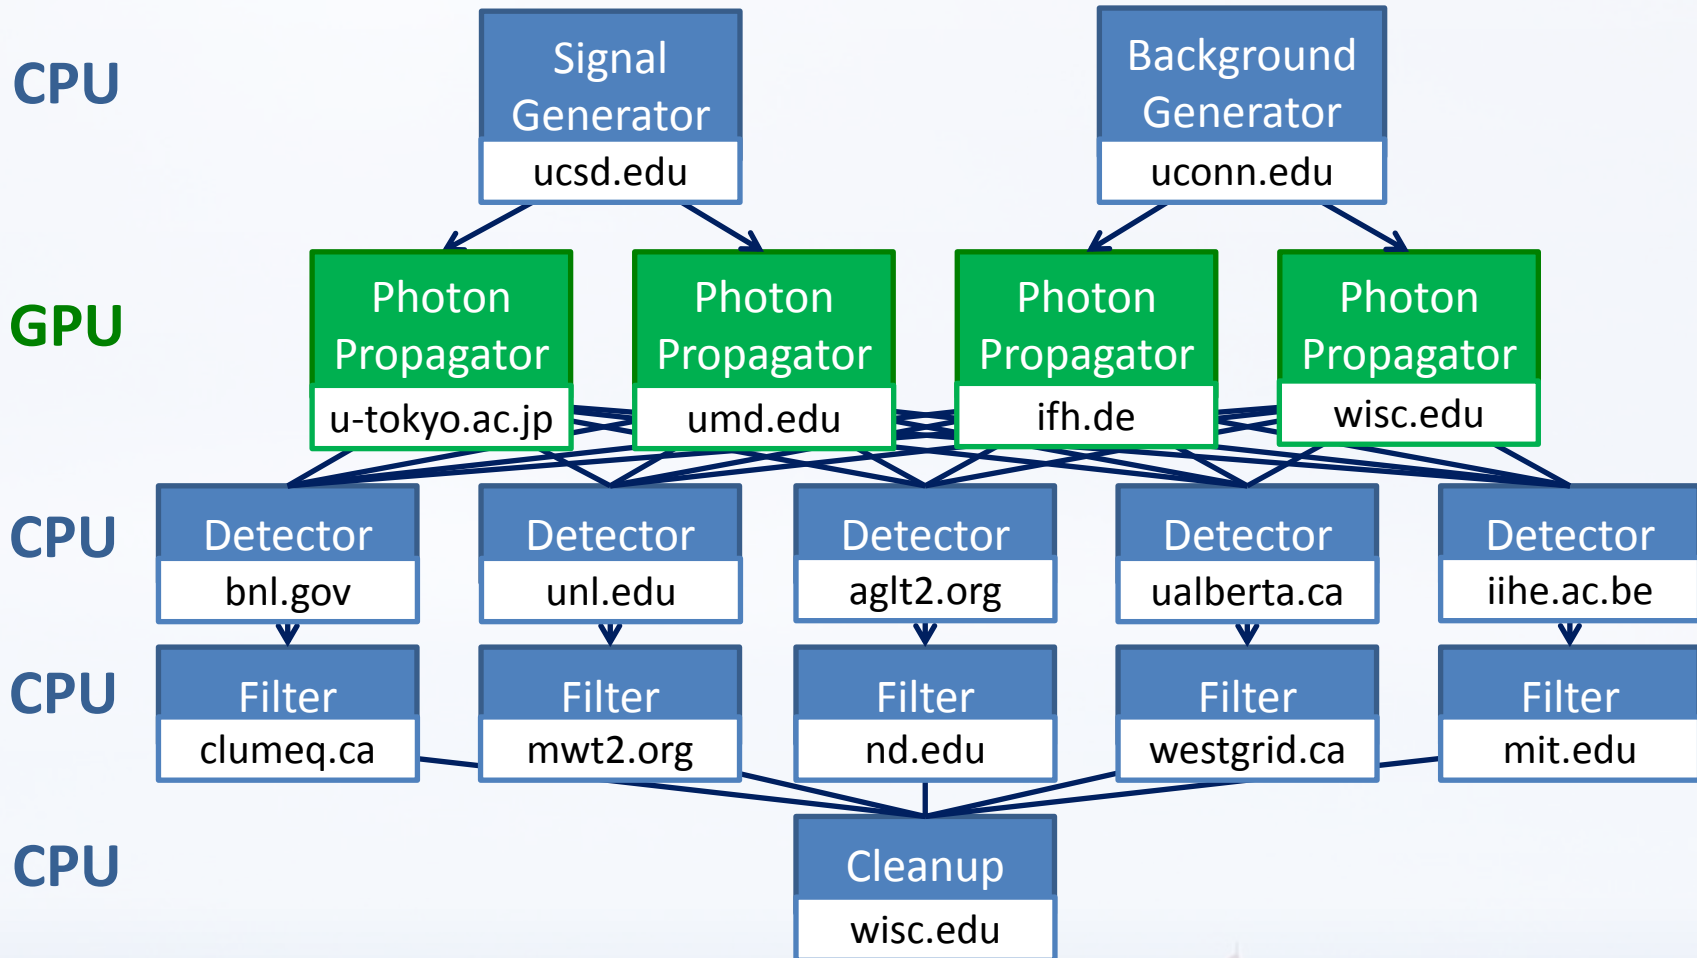 CPU
Signal
Generator
ucsd.edu
Background
Generator
uconn.edu
GPU
Photon
Propagator
u-tokyo.ac.jp
Photon
Propagator
umd.edu
Photon
Propagator
ifh.de
Photon
Propagator
wisc.edu
CPU
Detector
bnl.gov
Detector
unl.edu
Detector
aglt2.org
Detector
ualberta.ca
Detector
iihe.ac.be
CPU
Filter
clumeq.ca
Filter
mwt2.org
Filter
nd.edu
Filter
westgrid.ca
Filter
mit.edu
CPU
Cleanup
wisc.edu